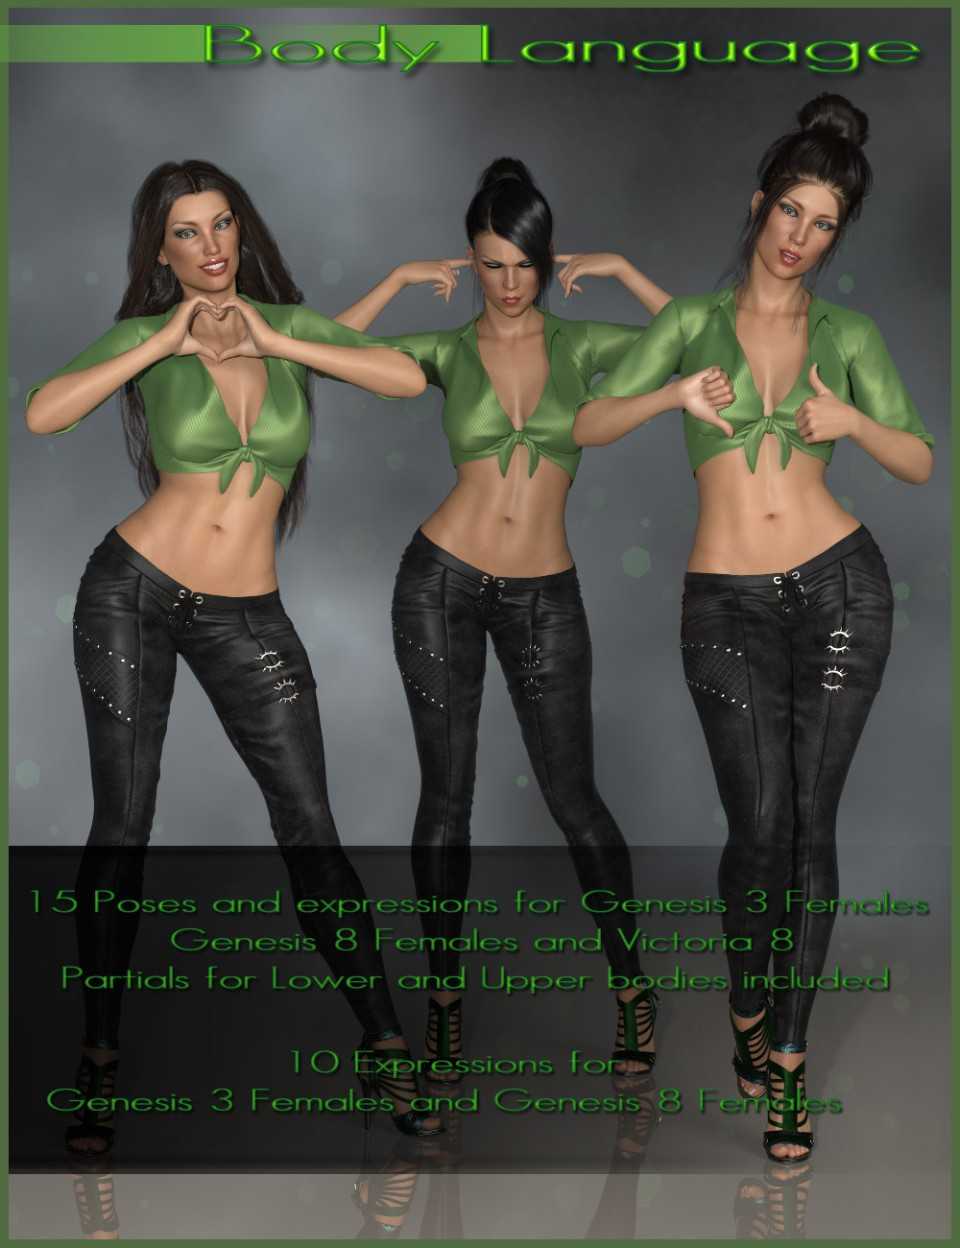 Body Language
15 Poses and expressions for Genesis 3 Females
Genesis 8 Females and Victoria 8
Partials for Lower and Upper bodies included
10 Expressions for
Genesis 3 Females and Genesis 8 Females